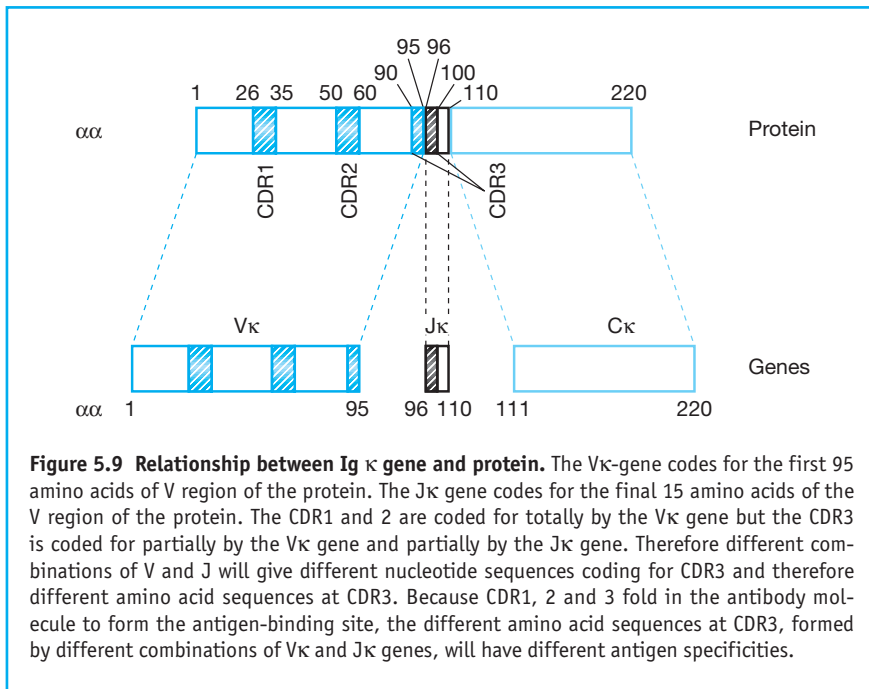 95 96
90 100
1 26 35 50 60 110 220
αα Protein
CDR1 CDR2 CDR3
Vκ Jκ Cκ
Genes
αα 1 95 96 110 111 220
Figure 5.9 Relationship between Ig κ gene and protein. The Vκ-gene codes for the first 95
amino acids of V region of the protein. The Jκ gene codes for the final 15 amino acids of the
V region of the protein. The CDR1 and 2 are coded for totally by the Vκ gene but the CDR3
is coded for partially by the Vκ gene and partially by the Jκ gene. Therefore different com-
binations of V and J will give different nucleotide sequences coding for CDR3 and therefore
different amino acid sequences at CDR3. Because CDR1, 2 and 3 fold in the antibody mol-
ecule to form the antigen-binding site, the different amino acid sequences at CDR3, formed
by different combinations of Vκ and Jκ genes, will have different antigen specificities.